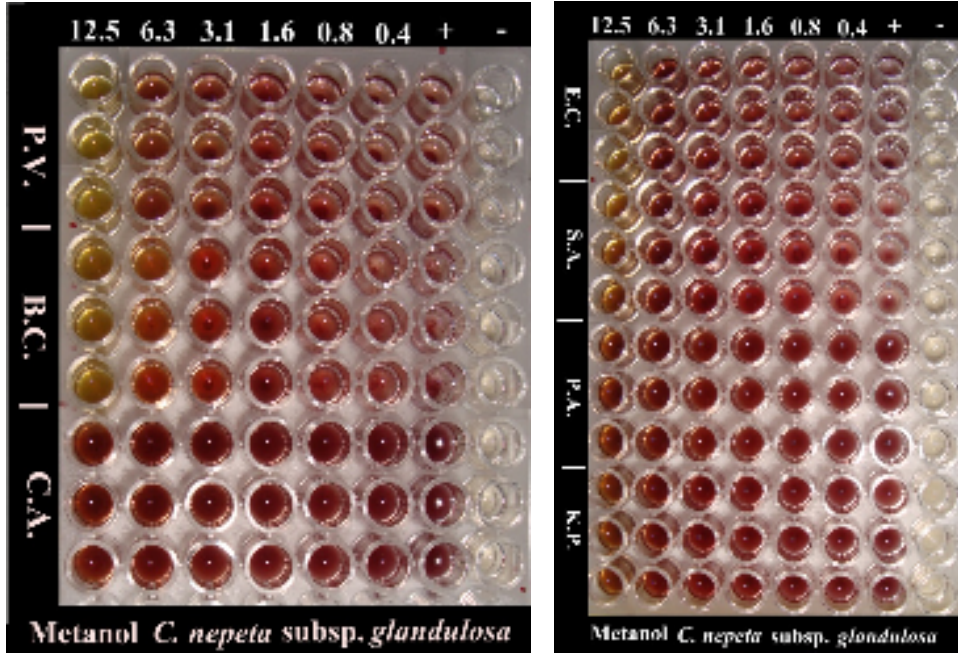 12.5 6.3 3.1 1.6 0.8 0.4 + -
P.V.
B.C.
C.A.
Metanol C. nepeta subsp. glandulosa
12.5 6.3 3.1 1.6 0.8 0.4 + -
E.C.
S.A.
P.A.
K.P.
Metanol C. nepeta subsp. glandulosa